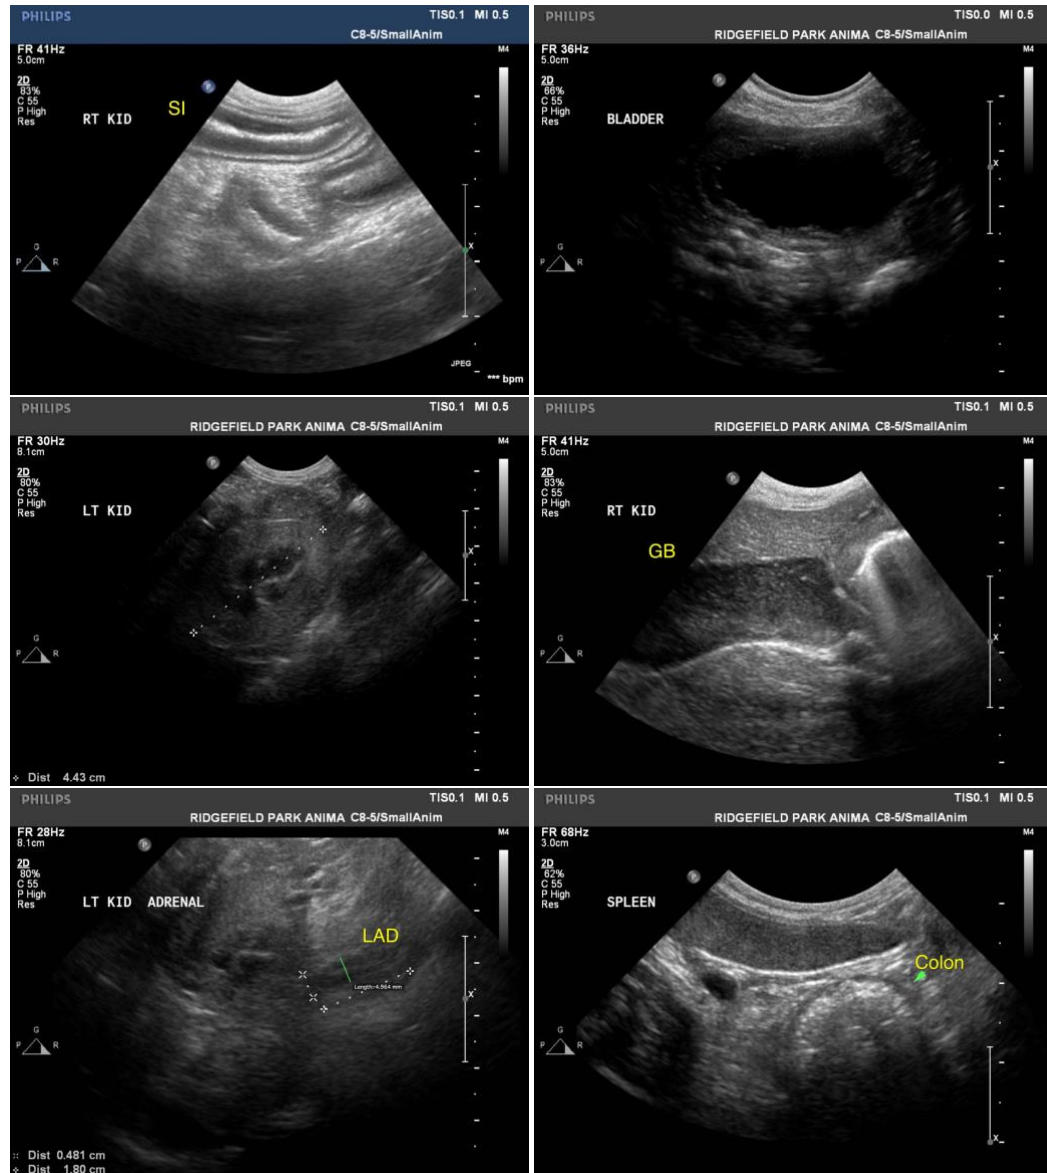 PHILIPS
TIS0.1 MI 0.5
C8-5/SmallAnim
FR 41Hz
5.0cm
M4
2D
83%
C 55
P High
Res
P
SI
RT KID
G
P R
X
JPEG
*** bpm
PHILIPS
TIS0.0 MI 0.5
RIDGEFIELD PARK ANIMA C8-5/SmallAnim
FR 36Hz
5.0cm
M4
2D
66%
C 55
P High
Res
P
BLADDER
G
P R
X
PHILIPS
TIS0.1 MI 0.5
RIDGEFIELD PARK ANIMA C8-5/SmallAnim
FR 30Hz
8.1cm
M4
2D
80%
C 55
P High
Res
P
LT KID
G
P R
X
Dist 4.43 cm
PHILIPS
TIS0.1 MI 0.5
RIDGEFIELD PARK ANIMA C8-5/SmallAnim
FR 41Hz
5.0cm
M4
2D
83%
C 55
P High
Res
P
RT KID
GB
G
P R
X
PHILIPS
TIS0.1 MI 0.5
RIDGEFIELD PARK ANIMA C8-5/SmallAnim
FR 28Hz
8.1cm
M4
2D
80%
C 55
P High
Res
P
LT KID ADRENAL
LAD
Length=4.964 mm
G
P R
X
Dist 0.481 cm
Dist 1.80 cm
PHILIPS
TIS0.1 MI 0.5
RIDGEFIELD PARK ANIMA C8-5/SmallAnim
FR 68Hz
3.0cm
M4
2D
62%
C 55
P High
Res
P
SPLEEN
Colon
G
P R
X